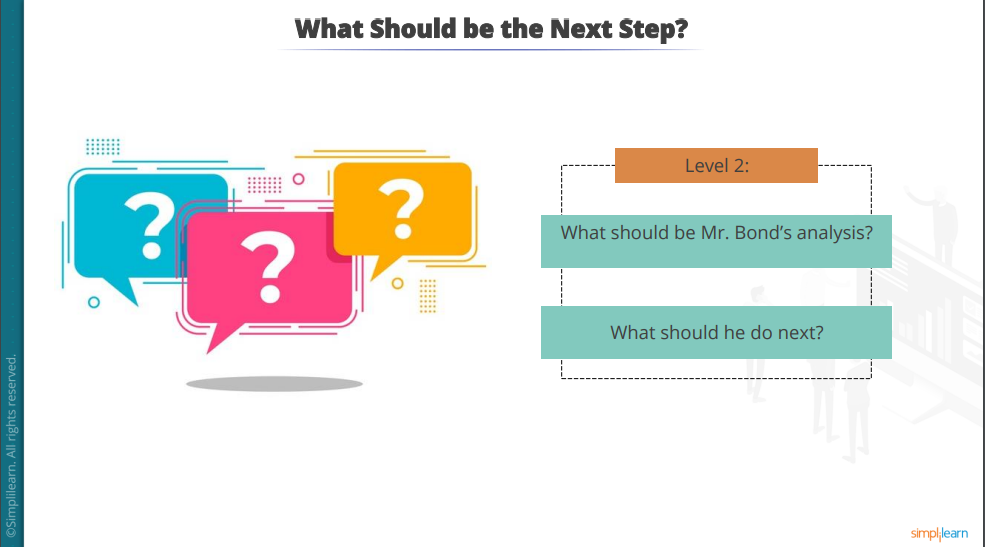 What Should be the Next Step?
?
?
?
Level 2:
What should be Mr. Bond's analysis?
What should he do next?
©Simplilearn. All rights reserved.
simplilearn